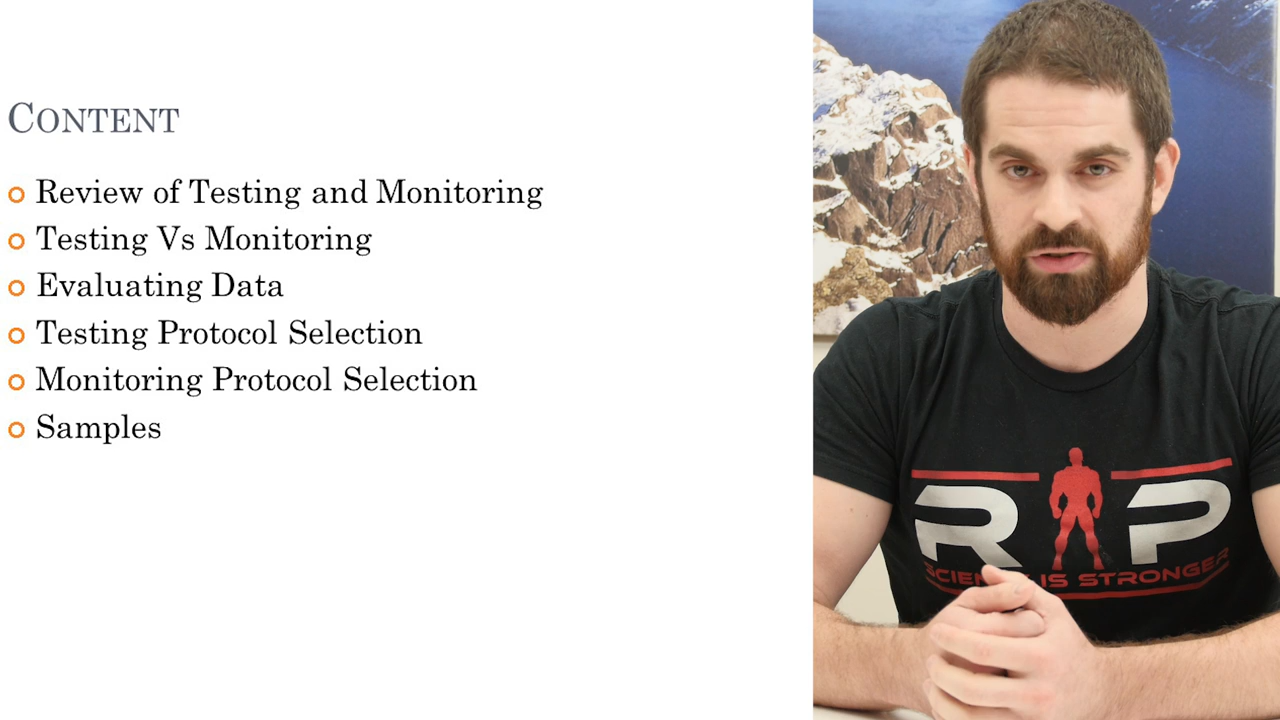 CONTENT
Review of Testing and Monitoring
Testing Vs Monitoring
Evaluating Data
Testing Protocol Selection
Monitoring Protocol Selection
Samples
R P
IS STRONGER